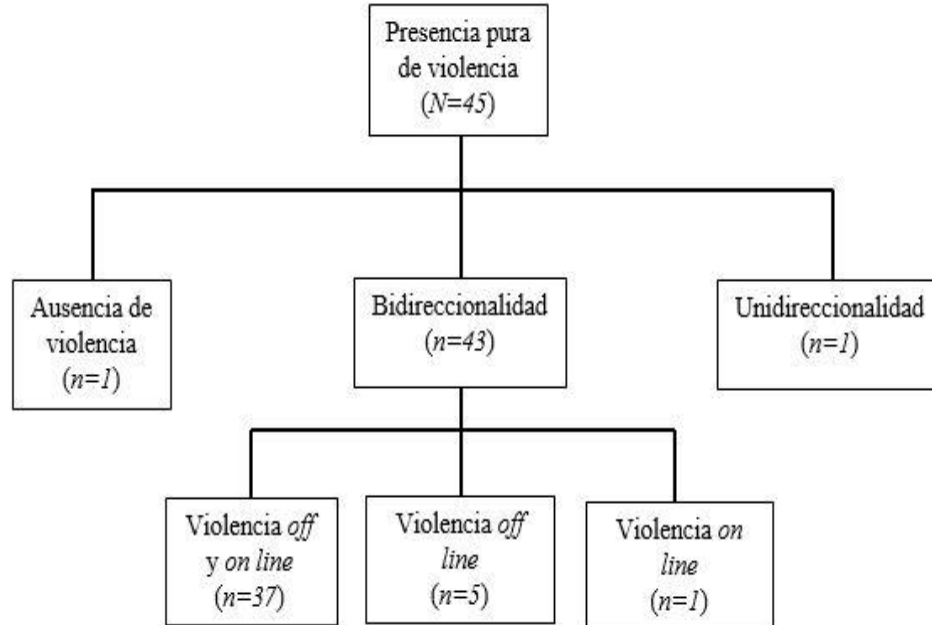 Presencia pura
de violencia
(N=45)
Ausencia de
violencia
(n=1)
Bidireccionalidad
(n=43)
Unidireccionalidad
(n=1)
Violencia off
y on line
(n=37)
Violencia off
line
(n=5)
Violencia on
line
(n=1)